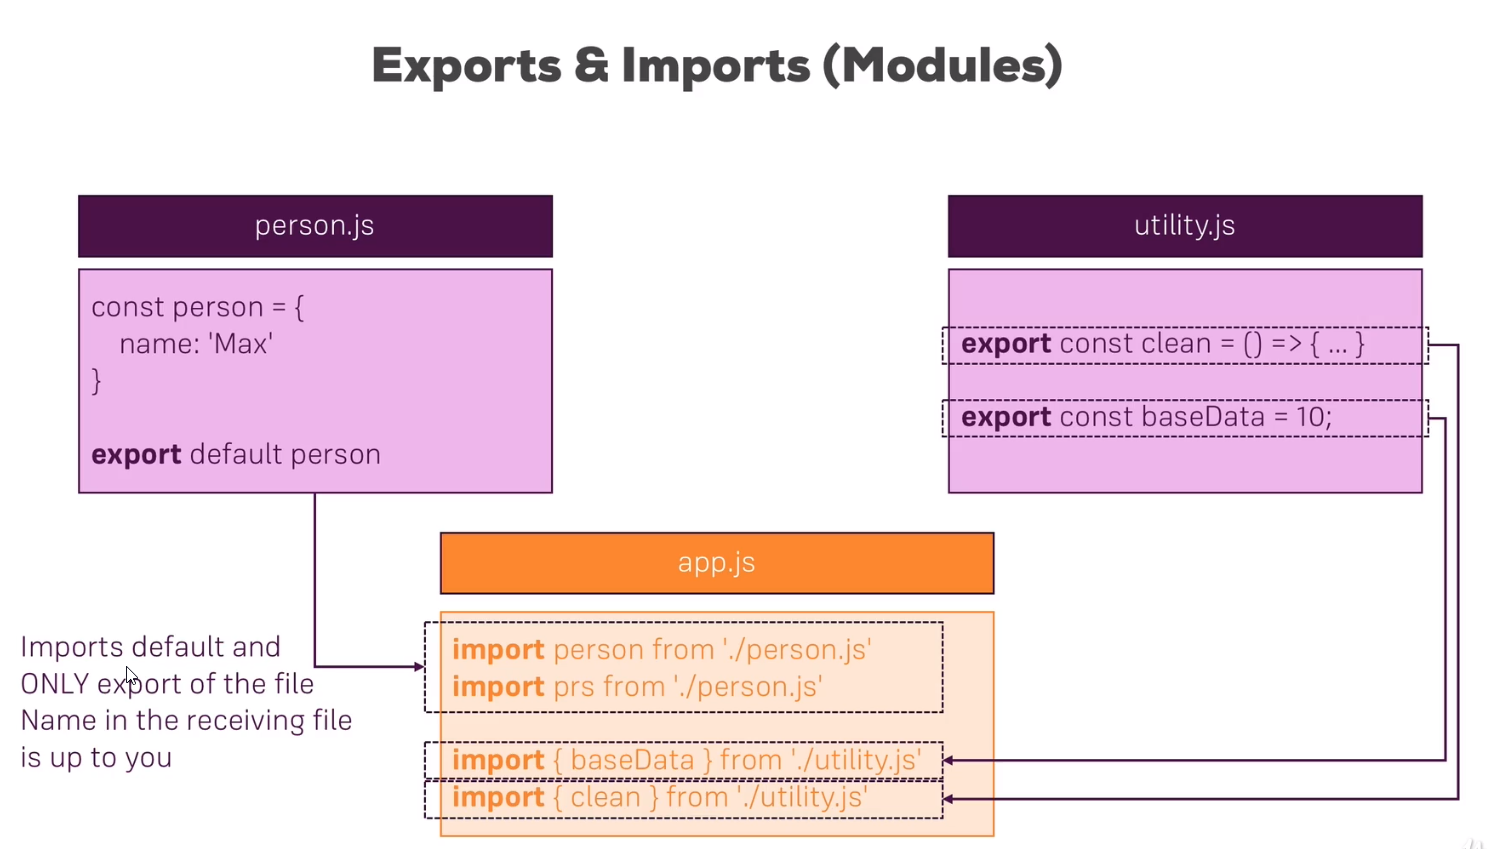 Exports & Imports (Modules)
person.js
const person = {
name: 'Max'
}
export default person
utility.js
export const clean = () => { ... }
export const baseData = 10;
app.js
import person from './person.js'
import prs from './person.js'
import { baseData } from './utility.js'
import { clean } from './utility.js'
Imports default and
ONLY export of the file
Name in the receiving file
is up to you